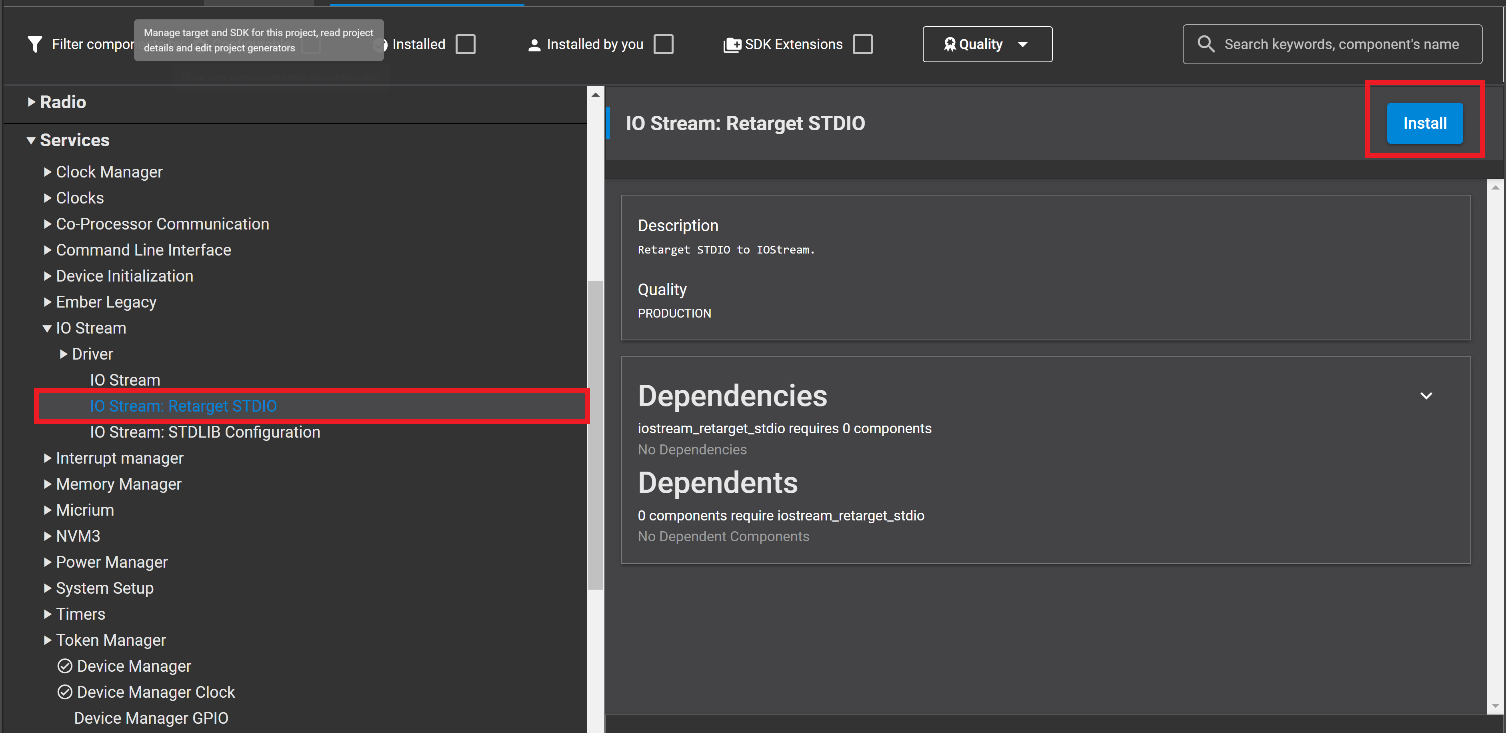 Manage target and SDK for this project, read project
details and edit project generators
Filter compor
Installed
Installed by you
SDK Extensions
Quality
Search keywords, component's name
Radio
Services
Clock Manager
Clocks
Co-Processor Communication
Command Line Interface
Device Initialization
Ember Legacy
IO Stream
Driver
IO Stream
IO Stream: Retarget STDIO
IO Stream: STDLIB Configuration
Interrupt manager
Memory Manager
Micrium
NVM3
Power Manager
System Setup
Timers
Token Manager
Device Manager
Device Manager Clock
Device Manager GPIO
IO Stream: Retarget STDIO
Install
Description
Retarget STDIO to IOStream.
Quality
PRODUCTION
Dependencies
iostream_retarget_stdio requires 0 components
No Dependencies
Dependents
0 components require iostream_retarget_stdio
No Dependent Components